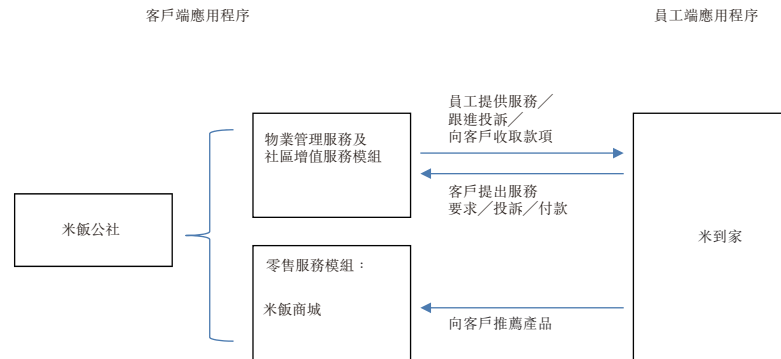 客戶端應用程序
員工端應用程序
員工提供服務╱
跟進投訴╱
向客戶收取款項
物業管理服務及
社區增值服務模組
客戶提出服務
要求╱投訴╱付款
米飯公社
米到家
零售服務模組：
米飯商城
向客戶推薦產品